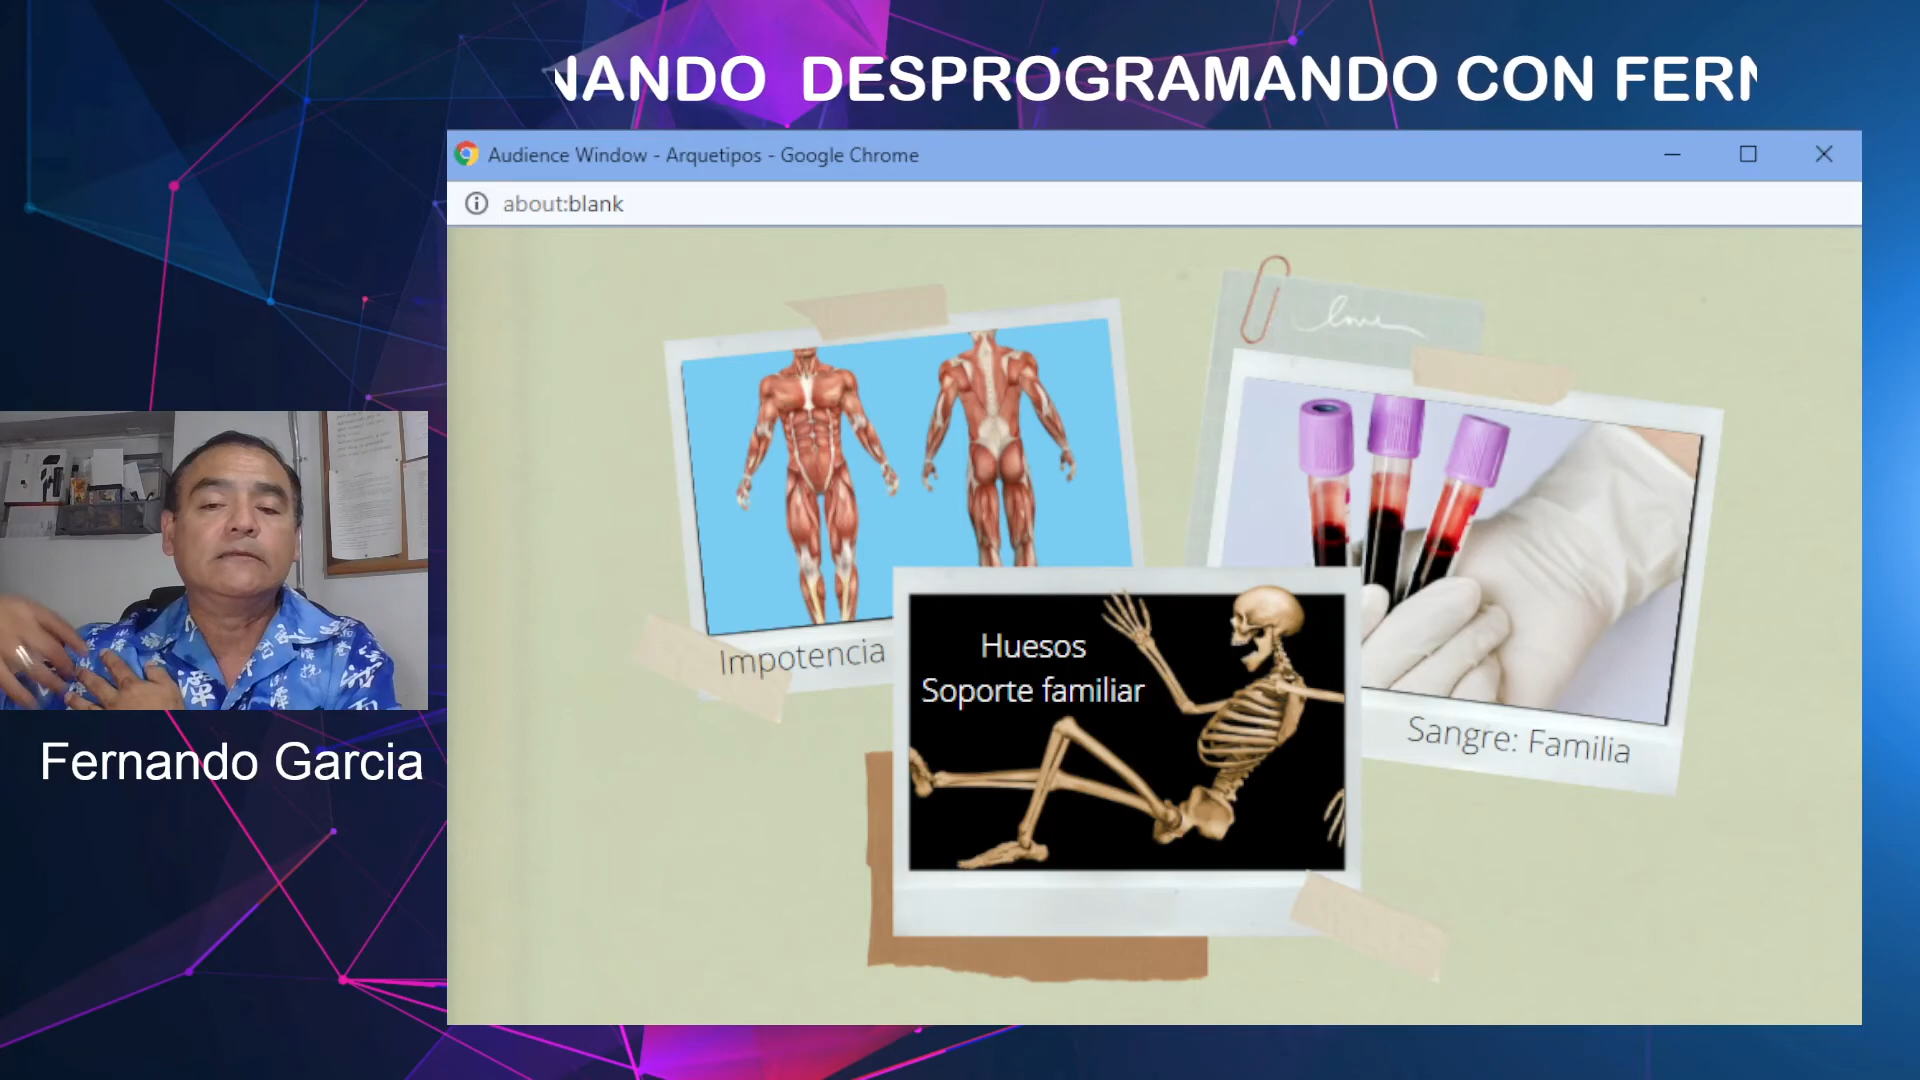 NANDO DESPROGRAMANDO CON FERN
Audience Window - Arquetipos - Google Chrome
about:blank
love
Impotencia
Huesos
Soporte familiar
Sangre: Familia
Fernando Garcia